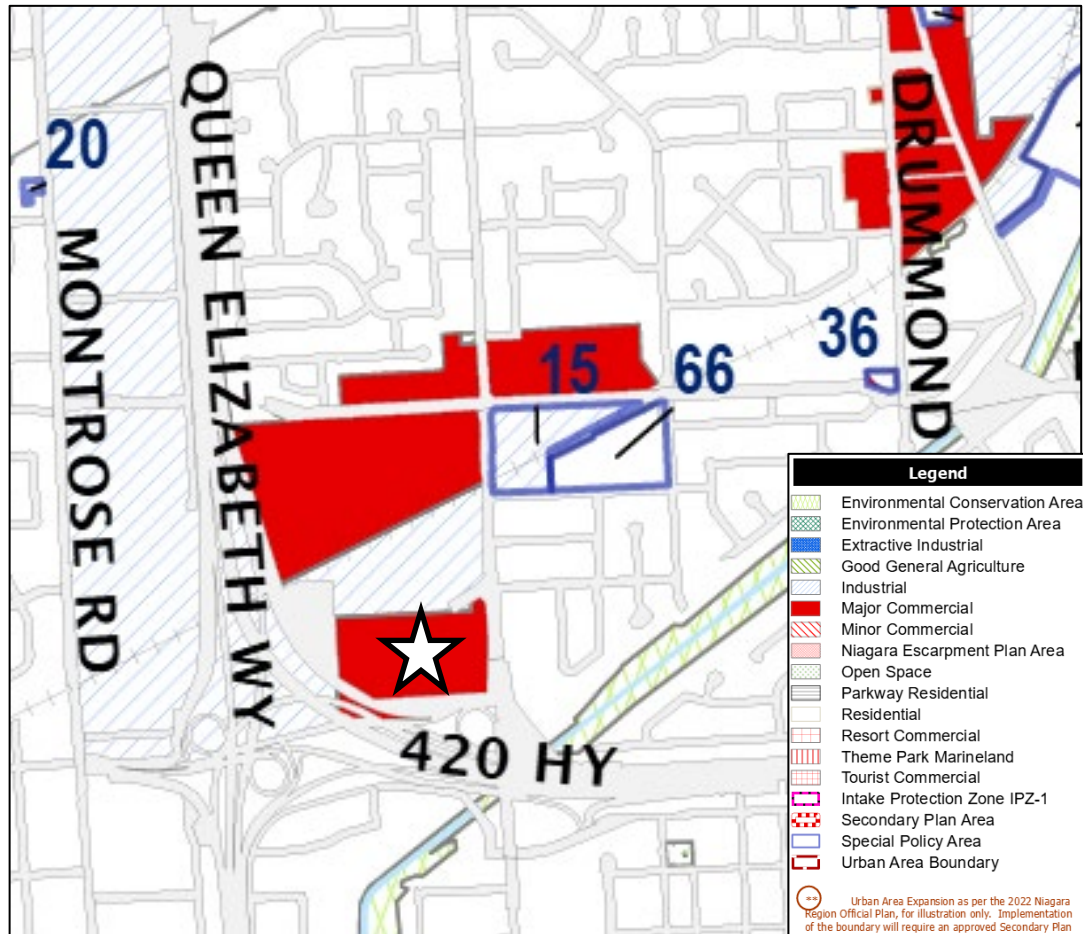 20
QUEEN ELIZABETH WY
DRUMMOND
MONTROSE RD
15
66
36
420 HY
Legend
Environmental Conservation Area
Environmental Protection Area
Extractive Industrial
Good General Agriculture
Industrial
Major Commercial
Minor Commercial
Niagara Escarpment Plan Area
Open Space
Parkway Residential
Residential
Resort Commercial
Theme Park Marineland
Tourist Commercial
Intake Protection Zone IPZ-1
Secondary Plan Area
Special Policy Area
Urban Area Boundary
** Urban Area Expansion as per the 2022 Niagara
Region Official Plan, for illustration only. Implementation
of the boundary will require an approved Secondary Plan